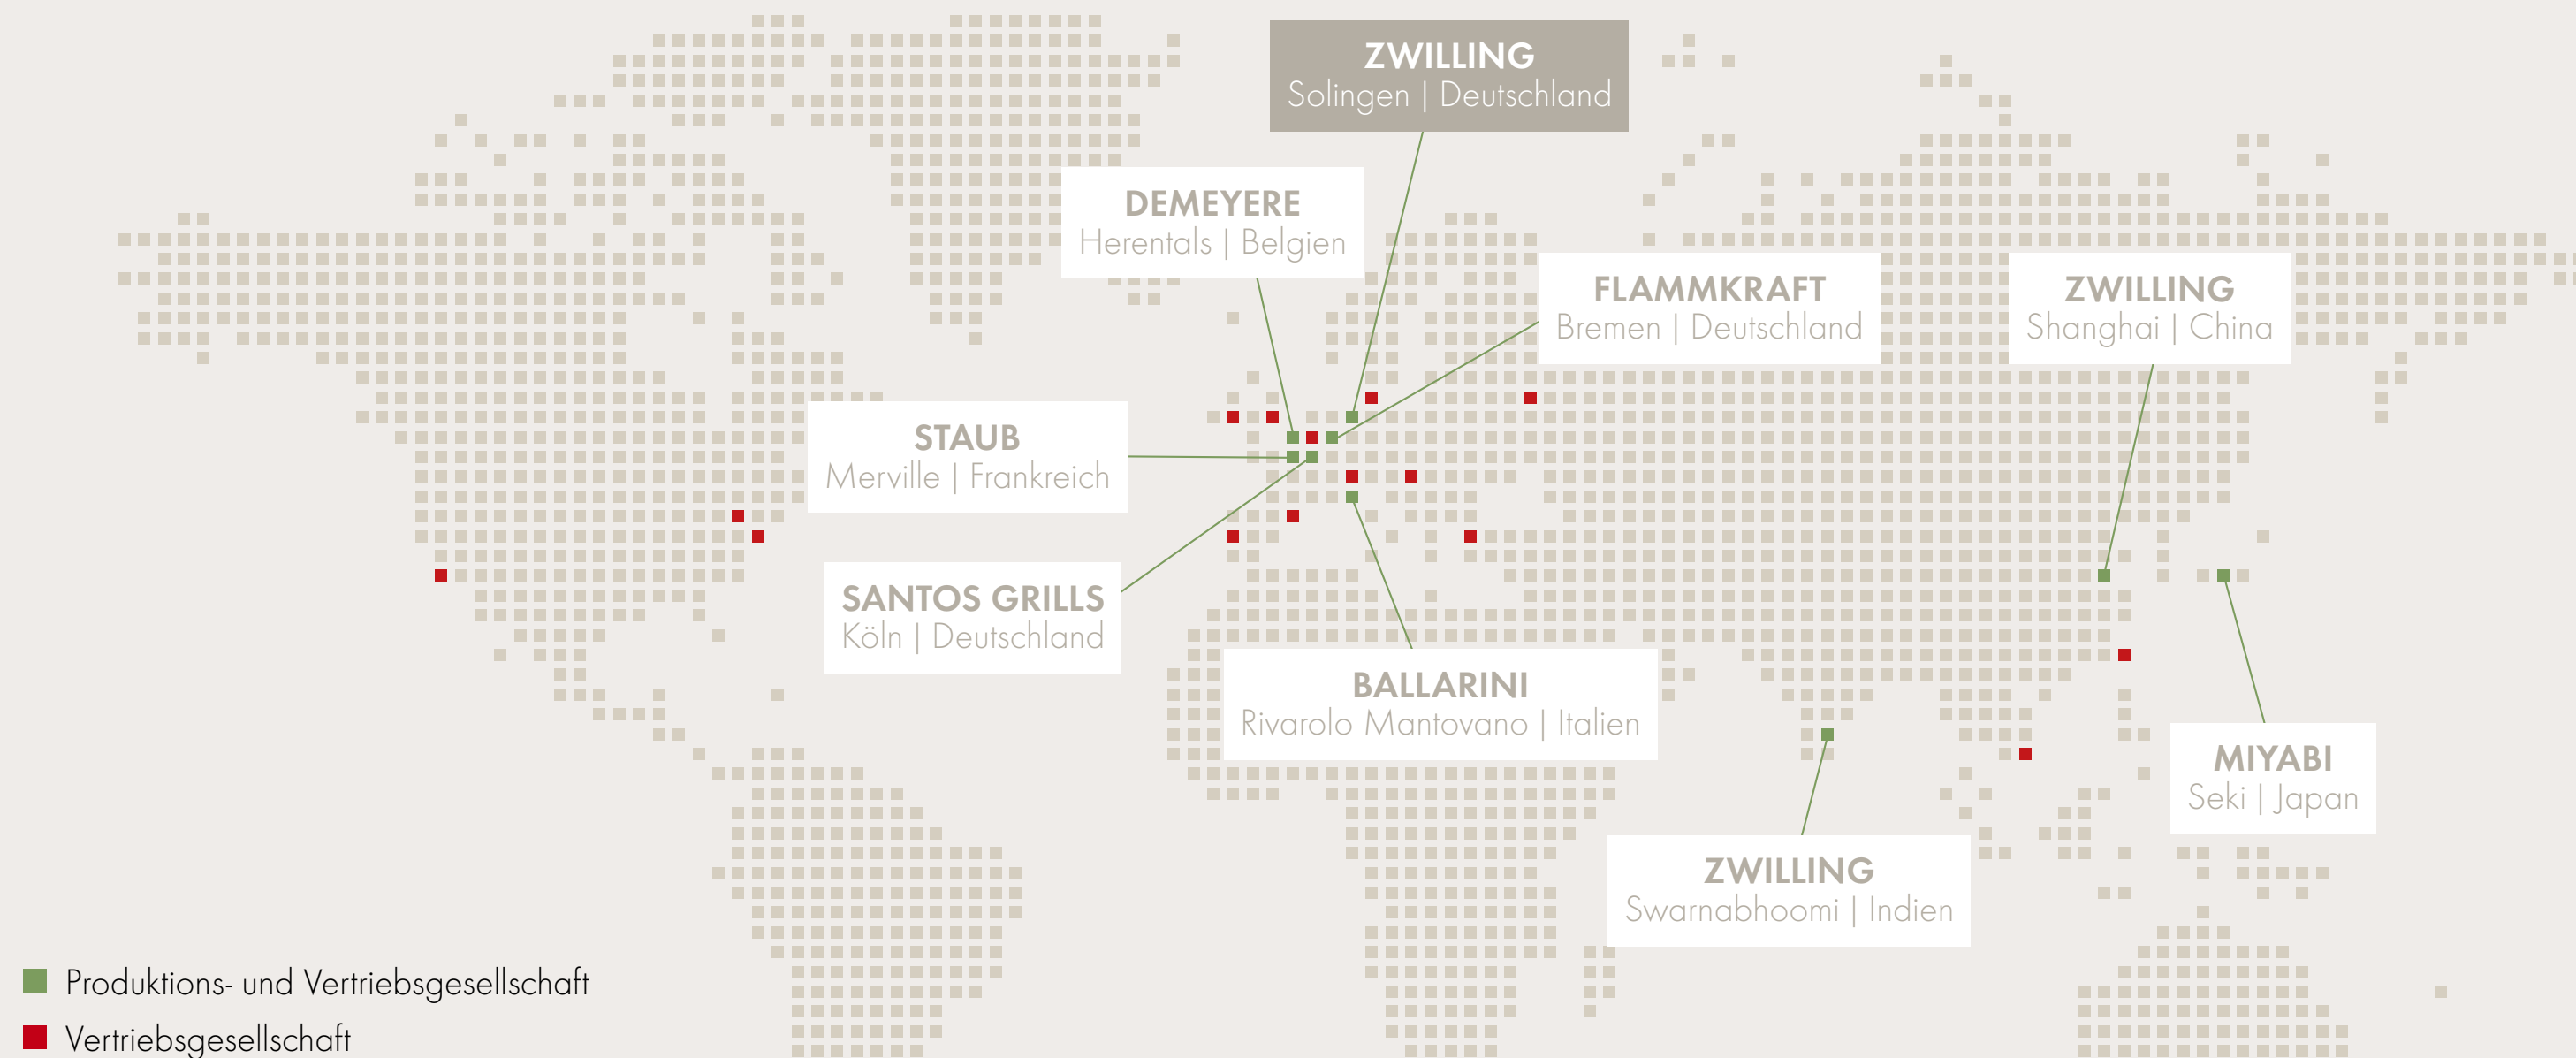 ZWILLING
Solingen | Deutschland
DEMEYERE
Herentals | Belgien
FLAMMKRAFT
Bremen | Deutschland
ZWILLING
Shanghai | China
STAUB
Merville | Frankreich
SANTOS GRILLS
Köln | Deutschland
BALLARINI
Rivarolo Mantovano | Italien
MIYABI
Seki | Japan
ZWILLING
Swarnabhoomi | Indien
Produktions- und Vertriebsgesellschaft
Vertriebsgesellschaft